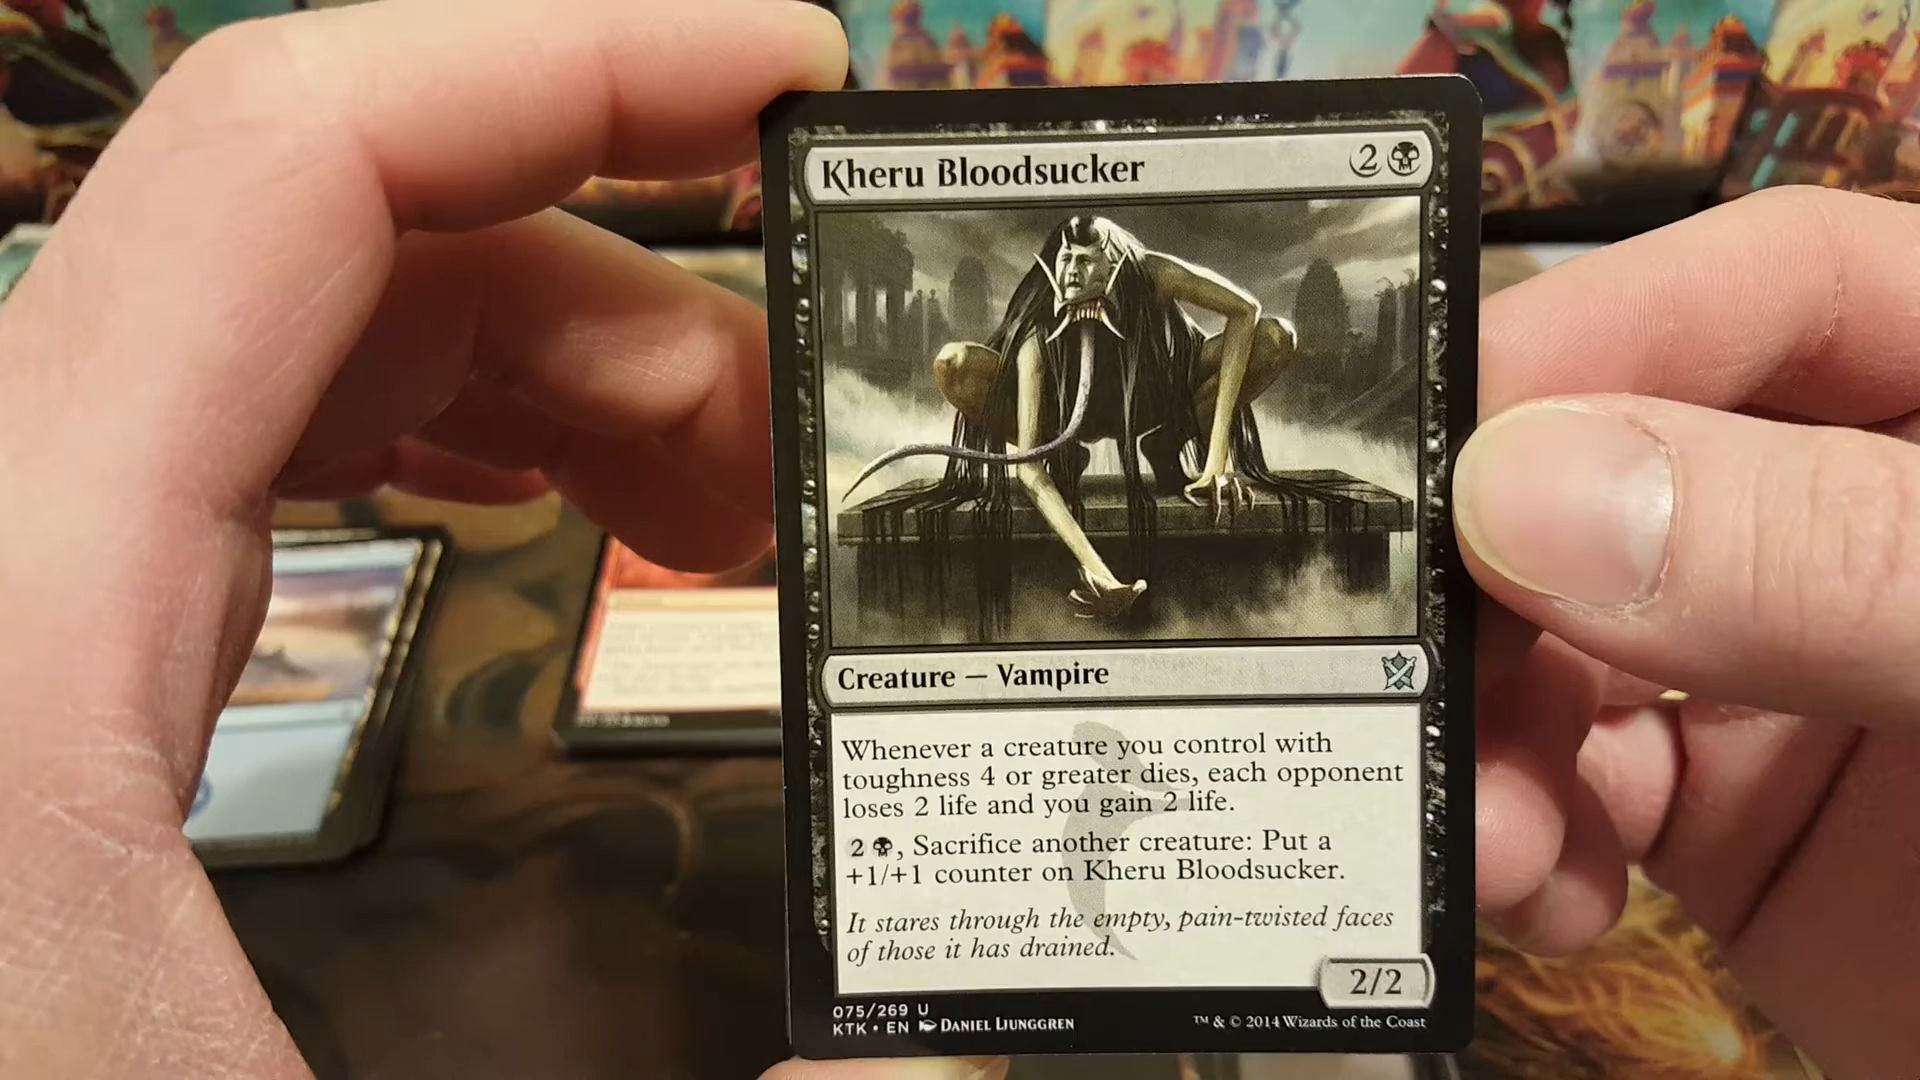 Kheru Bloodsucker 2
Creature — Vampire
Whenever a creature you control with
toughness 4 or greater dies, each opponent
loses 2 life and you gain 2 life.
2, Sacrifice another creature: Put a
+1/+1 counter on Kheru Bloodsucker.
It stares through the empty, pain-twisted faces
of those it has drained.
2/2
075/269 U
KTK • EN DANIEL LJUNGGREN
™ & © 2014 Wizards of the Coast